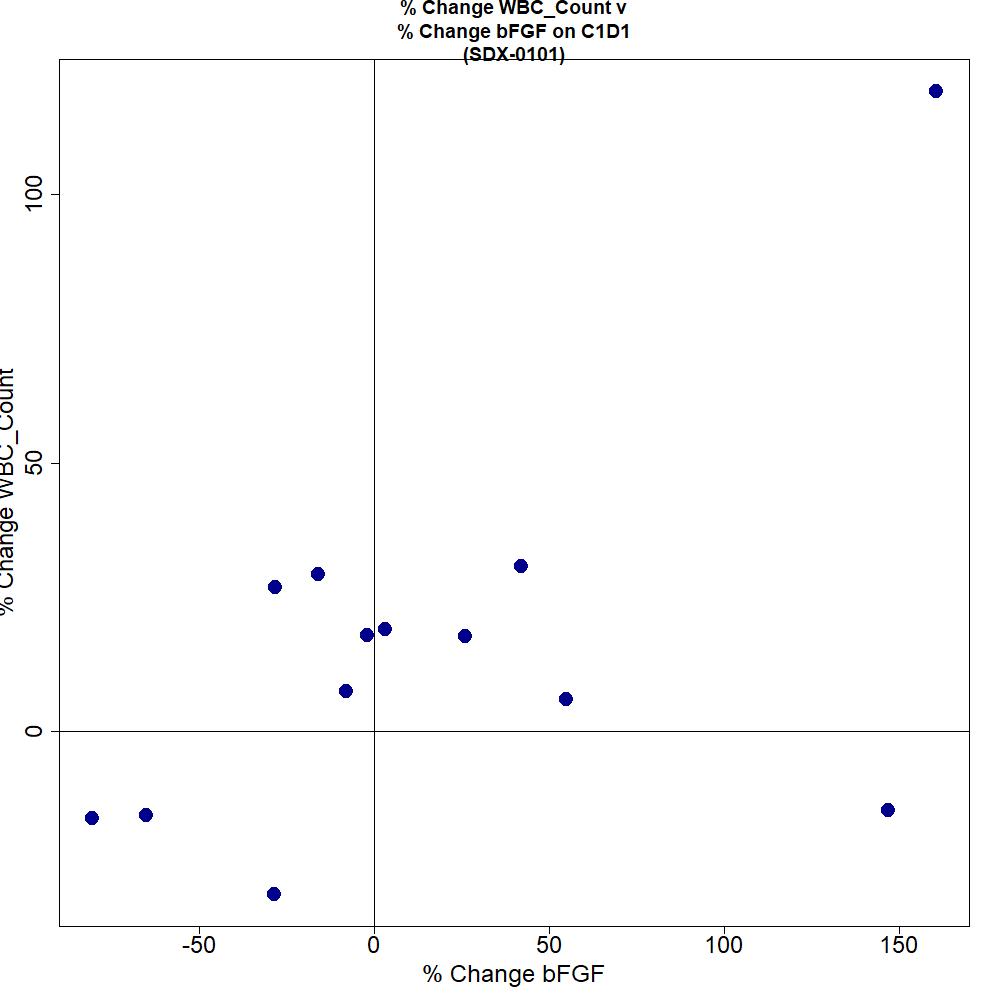 % Change WBC_Count v
% Change bFGF on C1D1
(SDX-0101)
% Change WBC_Count
100
50
0
-50
0
50
100
150
% Change bFGF